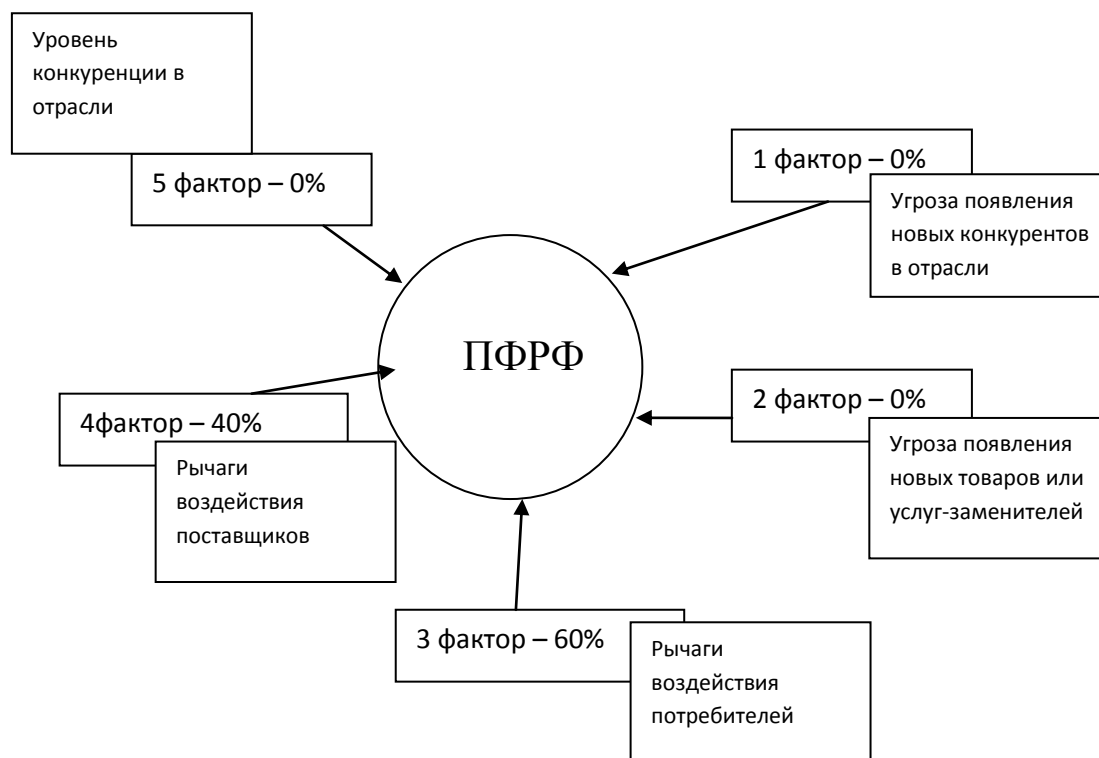 Уровень
конкуренции в
отрасли
5 фактор – 0%
1 фактор – 0%
Угроза появления
новых конкурентов
в отрасли
ПФРФ
4фактор – 40%
Рычаги
воздействия
поставщиков
2 фактор – 0%
Угроза появления
новых товаров или
услуг-заменителей
3 фактор – 60%
Рычаги
воздействия
потребителей